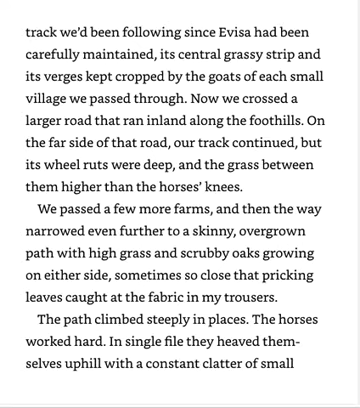 track we’d been following since Evisa had been
carefully maintained, its central grassy strip and
its verges kept cropped by the goats of each small
village we passed through. Now we crossed a
larger road that ran inland along the foothills. On
the far side of that road, our track continued, but
its wheel ruts were deep, and the grass between
them higher than the horses’ knees.
We passed a few more farms, and then the way
narrowed even further to a skinny, overgrown
path with high grass and scrubby oaks growing
on either side, sometimes so close that pricking
leaves caught at the fabric in my trousers.
The path climbed steeply in places. The horses
worked hard. In single file they heaved them-
selves uphill with a constant clatter of small